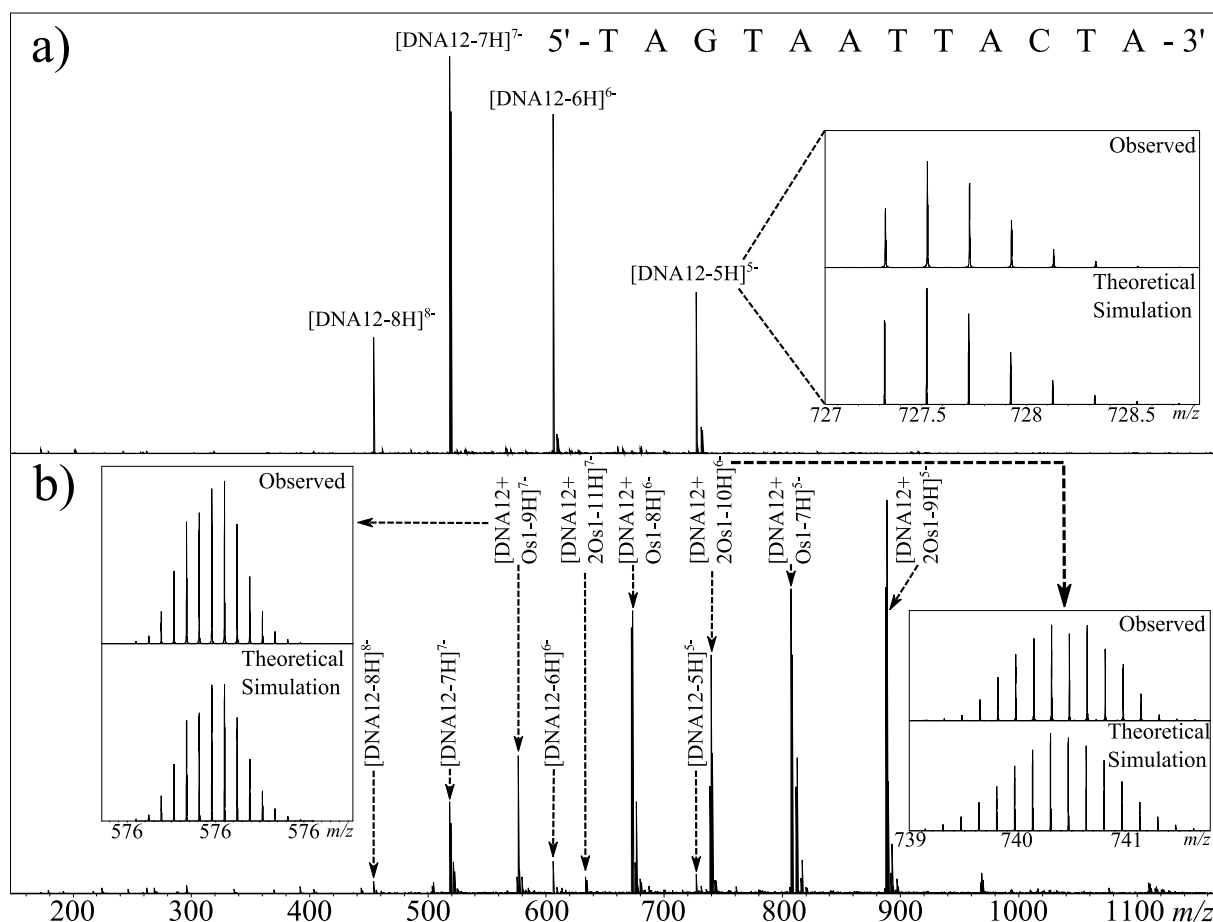 a)
[DNA12-7H]7-
5' - T A G T A A T T A C T A - 3'
[DNA12-6H]6-
[DNA12-5H]5-
[DNA12-8H]8-
Observed
Theoretical
Simulation
727 727.5 728 728.5 m/z
b)
Observed
Theoretical
Simulation
576 576 576 m/z
[DNA12-8H]8-
[DNA12-7H]7-
[DNA12+
Os1-9H]7-
[DNA12-6H]6-
[DNA12+
2Os1-11H]7-
[DNA12+
Os1-8H]6-
[DNA12-5H]5-
[DNA12+
2Os1-10H]6-
[DNA12+
Os1-7H]5-
[DNA12+
2Os1-9H]5-
Observed
Theoretical
Simulation
739 740 741 m/z
200 300 400 500 600 700 800 900 1000 1100 m/z